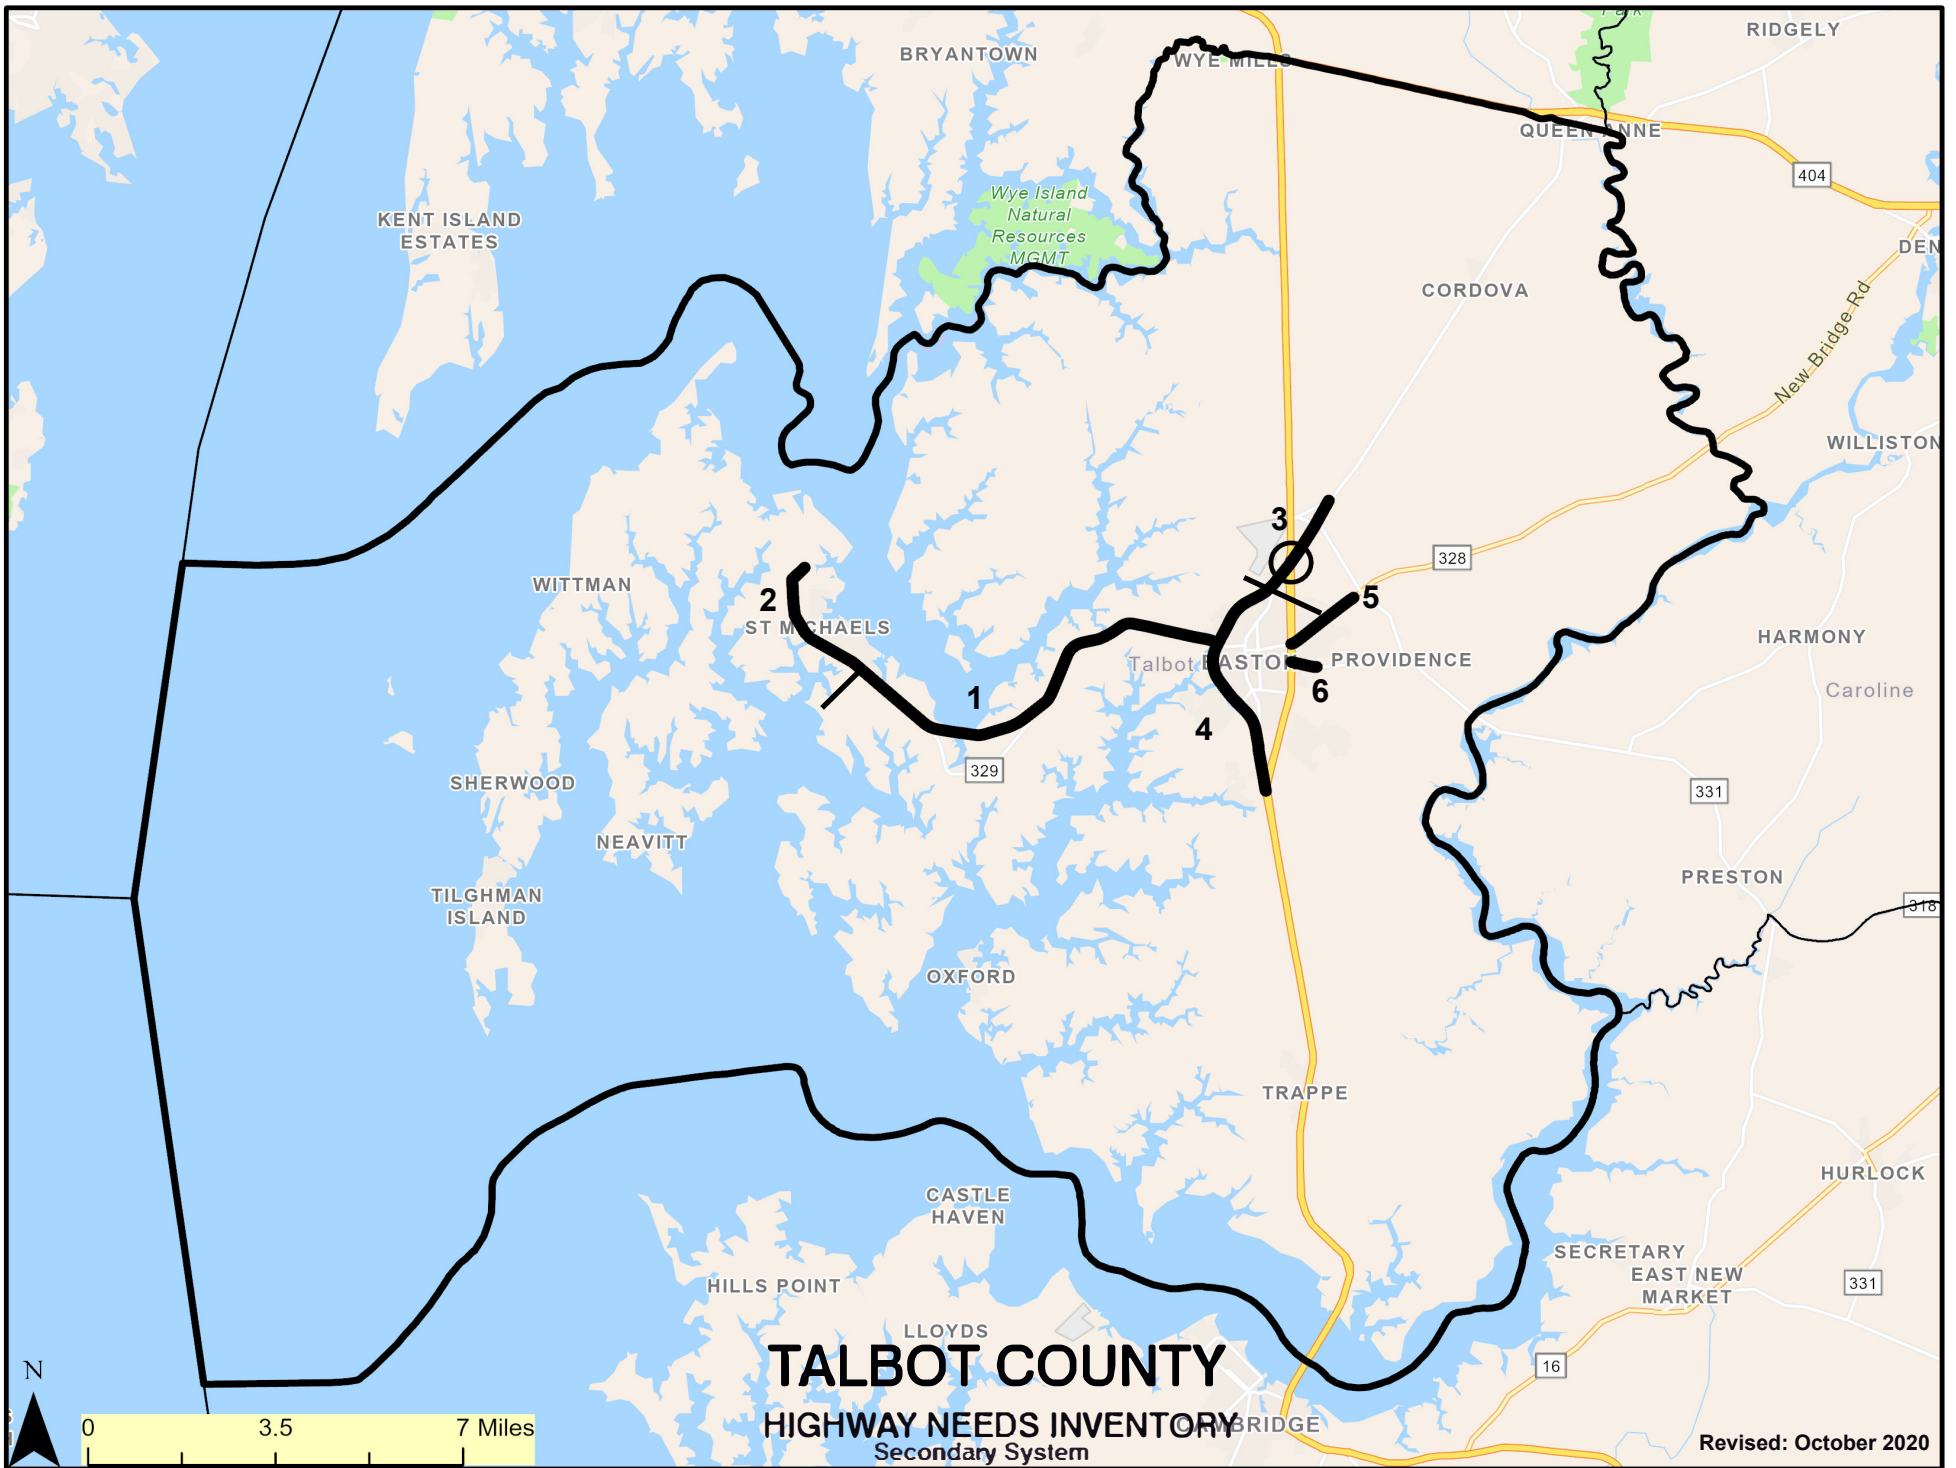 Park
RIDGELY
BRYANTOWN
WYE MILLS
QUEEN ANNE
404
Wye Island
Natural
Resources
MGMT
KENT ISLAND
ESTATES
DEN
CORDOVA
New Bridge Rd
WILLISTON
3
328
WITTMAN
2
5
ST MICHAELS
HARMONY
Talbot
EASTON
PROVIDENCE
6
Caroline
1
4
329
SHERWOOD
331
NEAVITT
PRESTON
TILGHMAN
ISLAND
318
OXFORD
TRAPPE
HURLOCK
CASTLE
HAVEN
SECRETARY
EAST NEW
MARKET
331
HILLS POINT
LLOYDS
16
TALBOT COUNTY
HIGHWAY NEEDS INVENTORY
CAMBRIDGE
Secondary System
N
0
3.5
7 Miles
Revised: October 2020